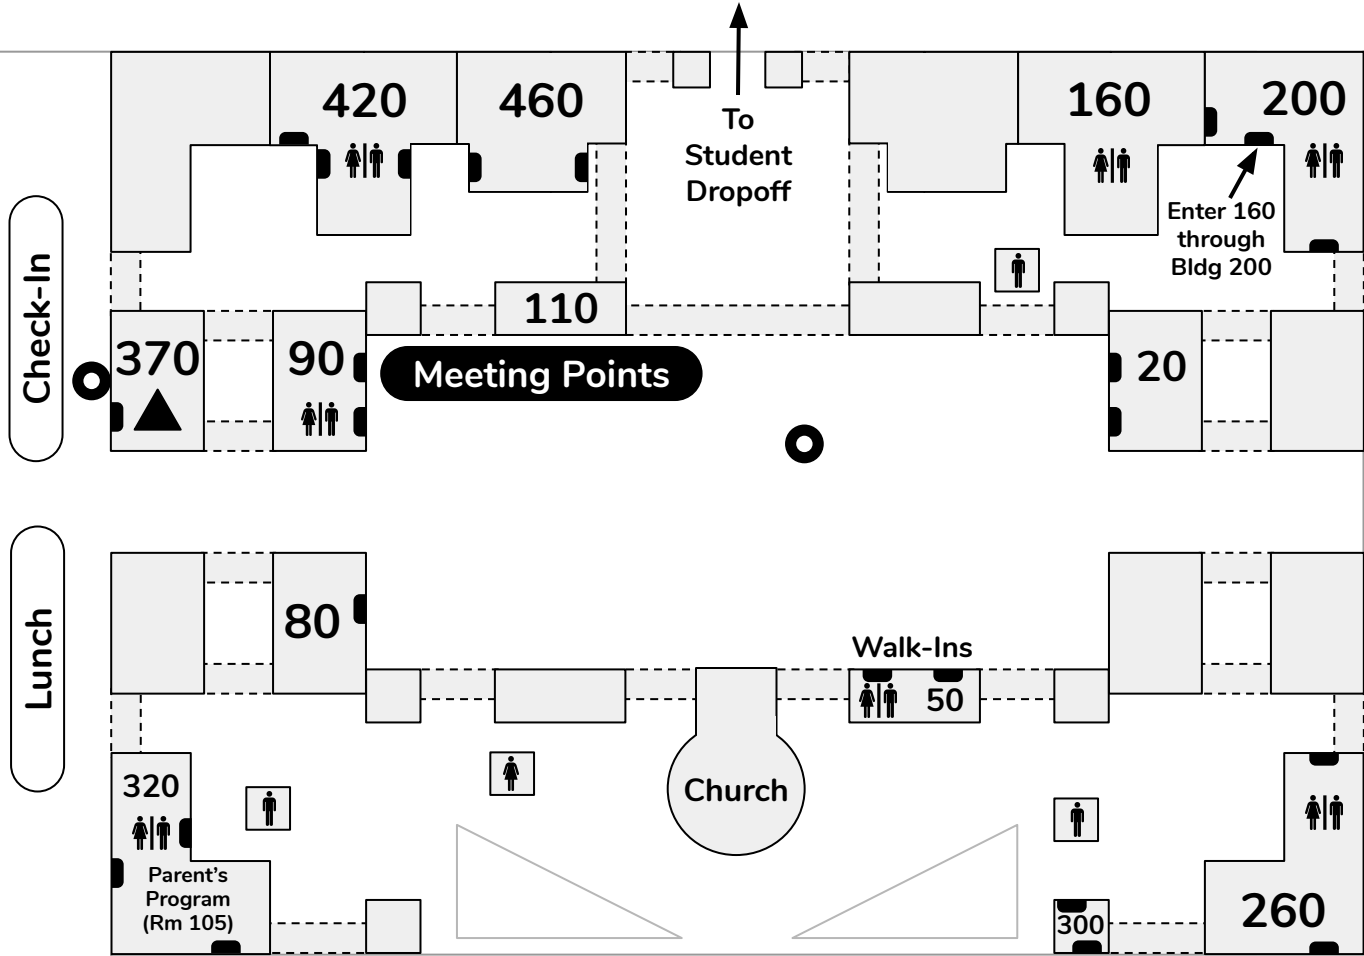 To
Student
Dropoff
420
460
160
200
Enter 160
through
Bldg 200
Check-In
110
370
90
Meeting Points
20
Lunch
80
Walk-Ins
50
320
Church
Parent's
Program
(Rm 105)
300
260